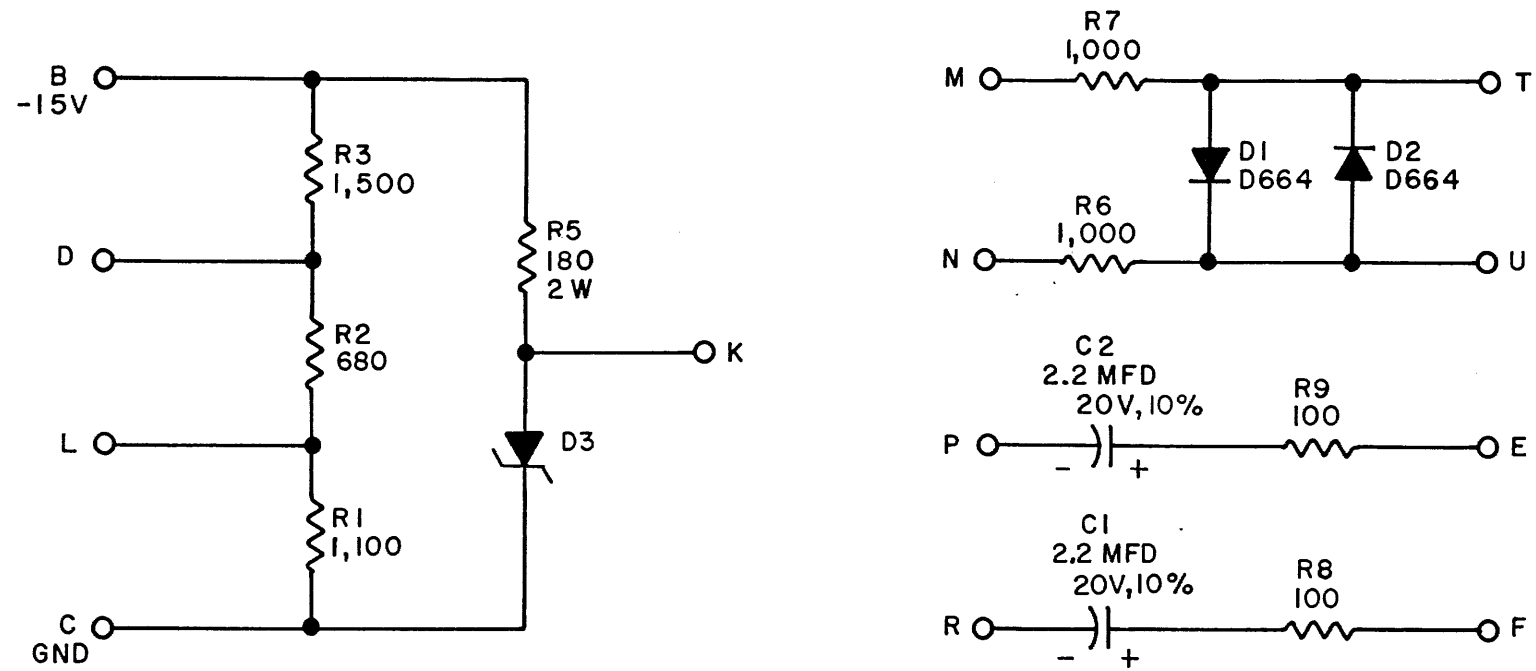 B
-15V
R3
1,500
D
R2
680
L
R1
1,100
C
GND
R5
180
2W
K
D3
R7
1,000
M
T
D1
D664
D2
D664
R6
1,000
N
U
C2
2.2 MFD
20V,10%
R9
100
P
- +
E
C1
2.2 MFD
20V,10%
R8
100
R
- +
F